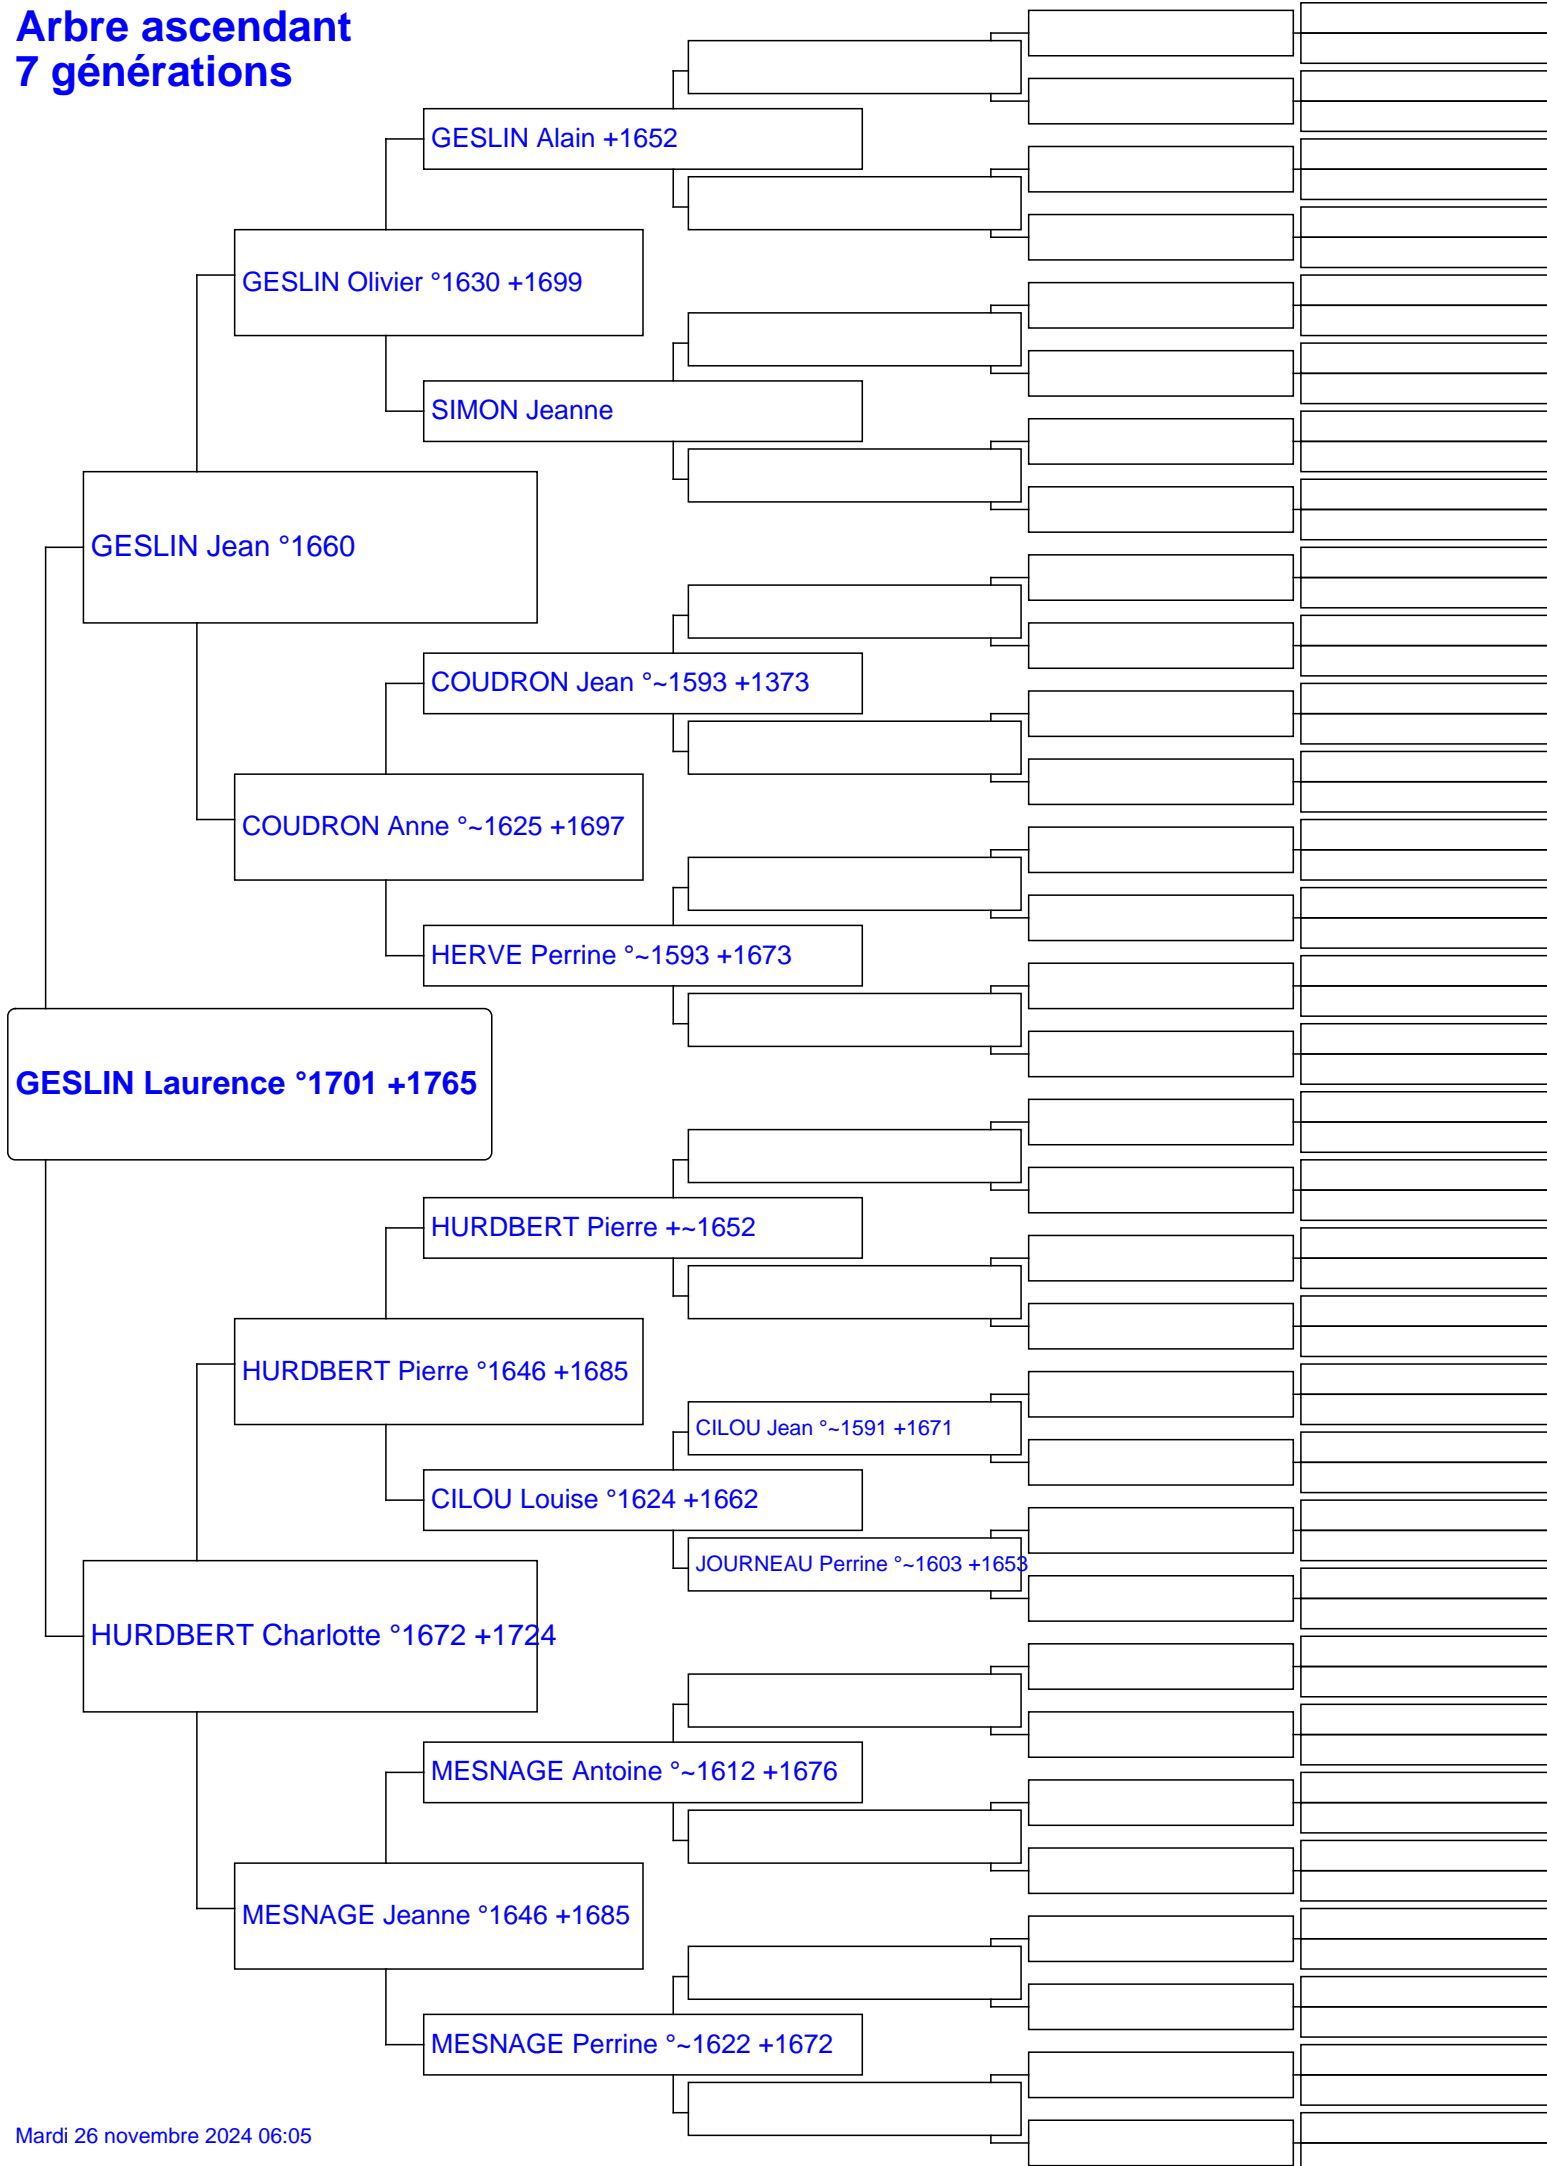 Arbre ascendant
7 générations
GESLIN Alain +1652
GESLIN Olivier °1630 +1699
SIMON Jeanne
GESLIN Jean °1660
COUDRON Jean °~1593 +1373
COUDRON Anne °~1625 +1697
HERVE Perrine °~1593 +1673
GESLIN Laurence °1701 +1765
HURDBERT Pierre +~1652
HURDBERT Pierre °1646 +1685
CILOU Jean °~1591 +1671
CILOU Louise °1624 +1662
JOURNEAU Perrine °~1603 +1653
HURDBERT Charlotte °1672 +1724
MESNAGE Antoine °~1612 +1676
MESNAGE Jeanne °1646 +1685
MESNAGE Perrine °~1622 +1672
Mardi 26 novembre 2024 06:05